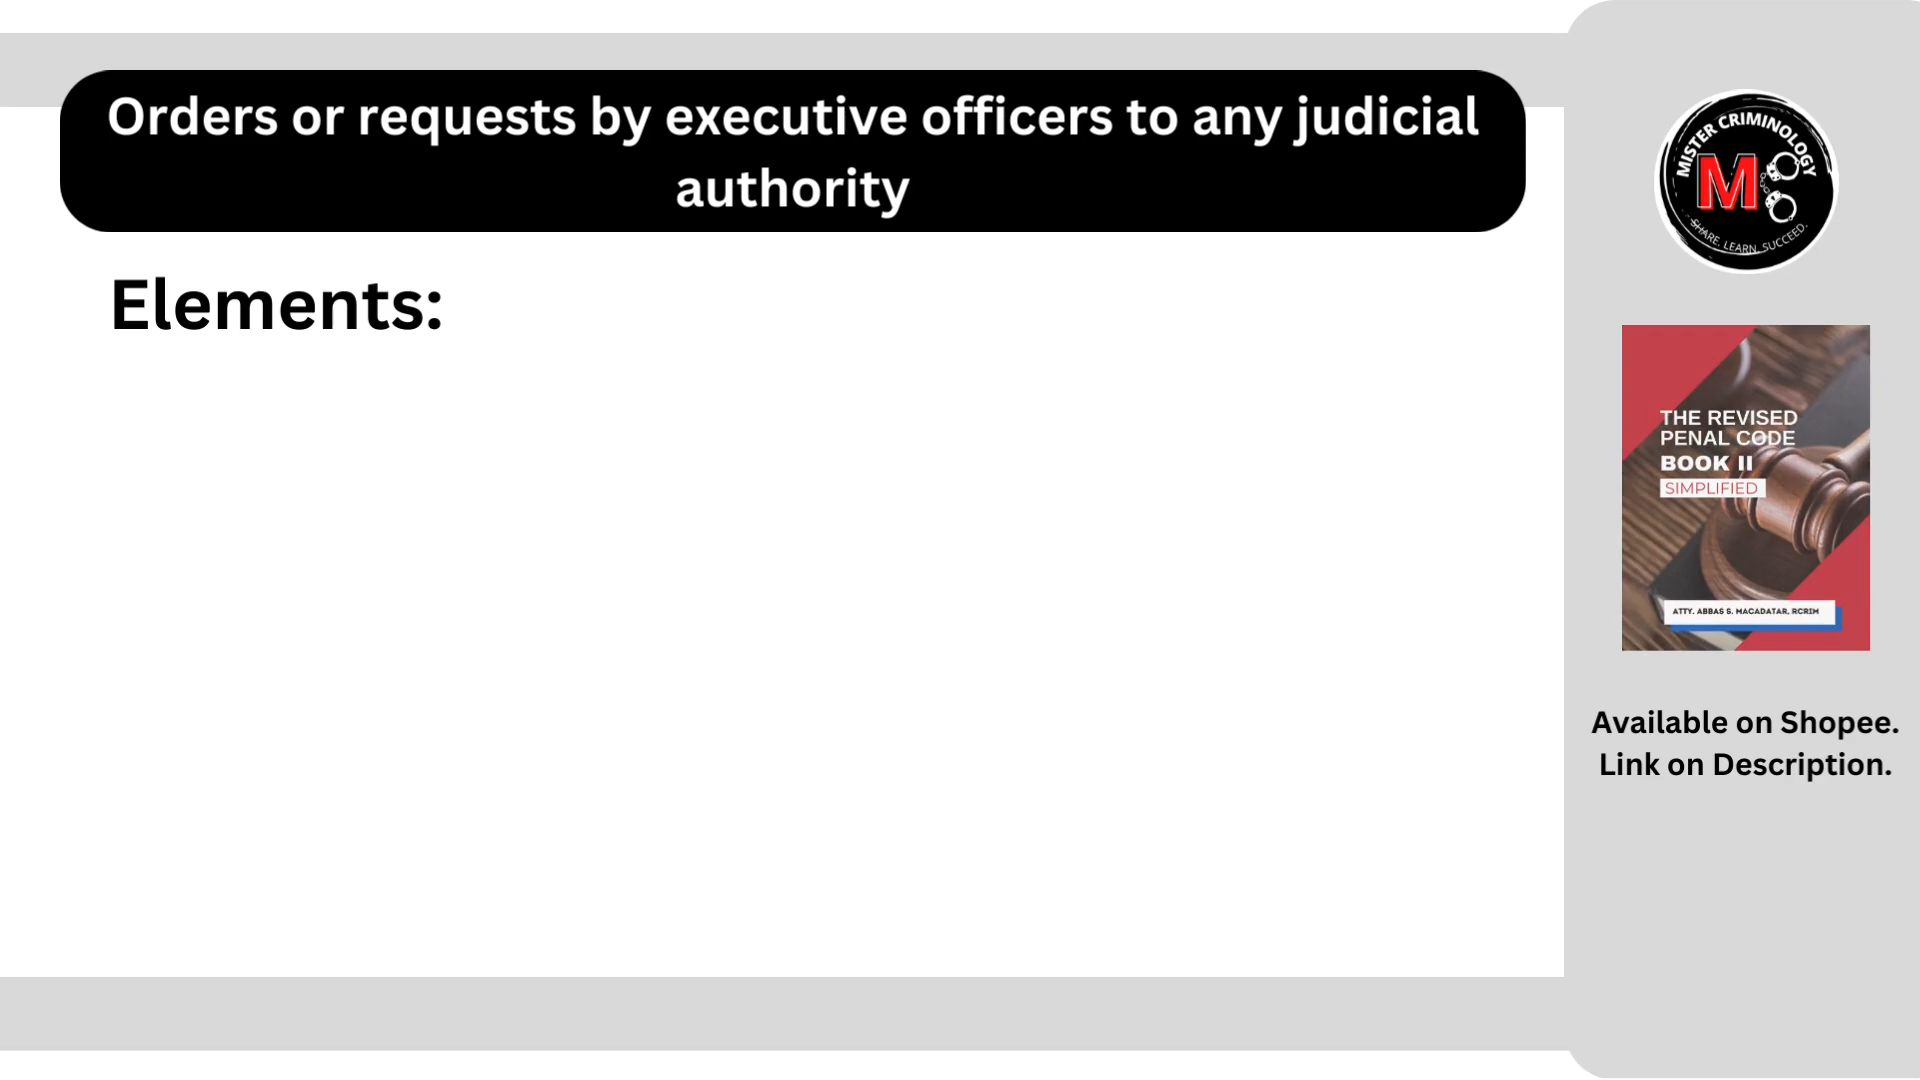 Orders or requests by executive officers to any judicial
authority
Elements:
MISTER CRIMINOLOGY
M
SHARE. LEARN. SUCCEED.
THE REVISED
PENAL CODE
BOOK II
SIMPLIFIED
ATTY. ABBAS S. MACADATAR, RCRIM
Available on Shopee.
Link on Description.